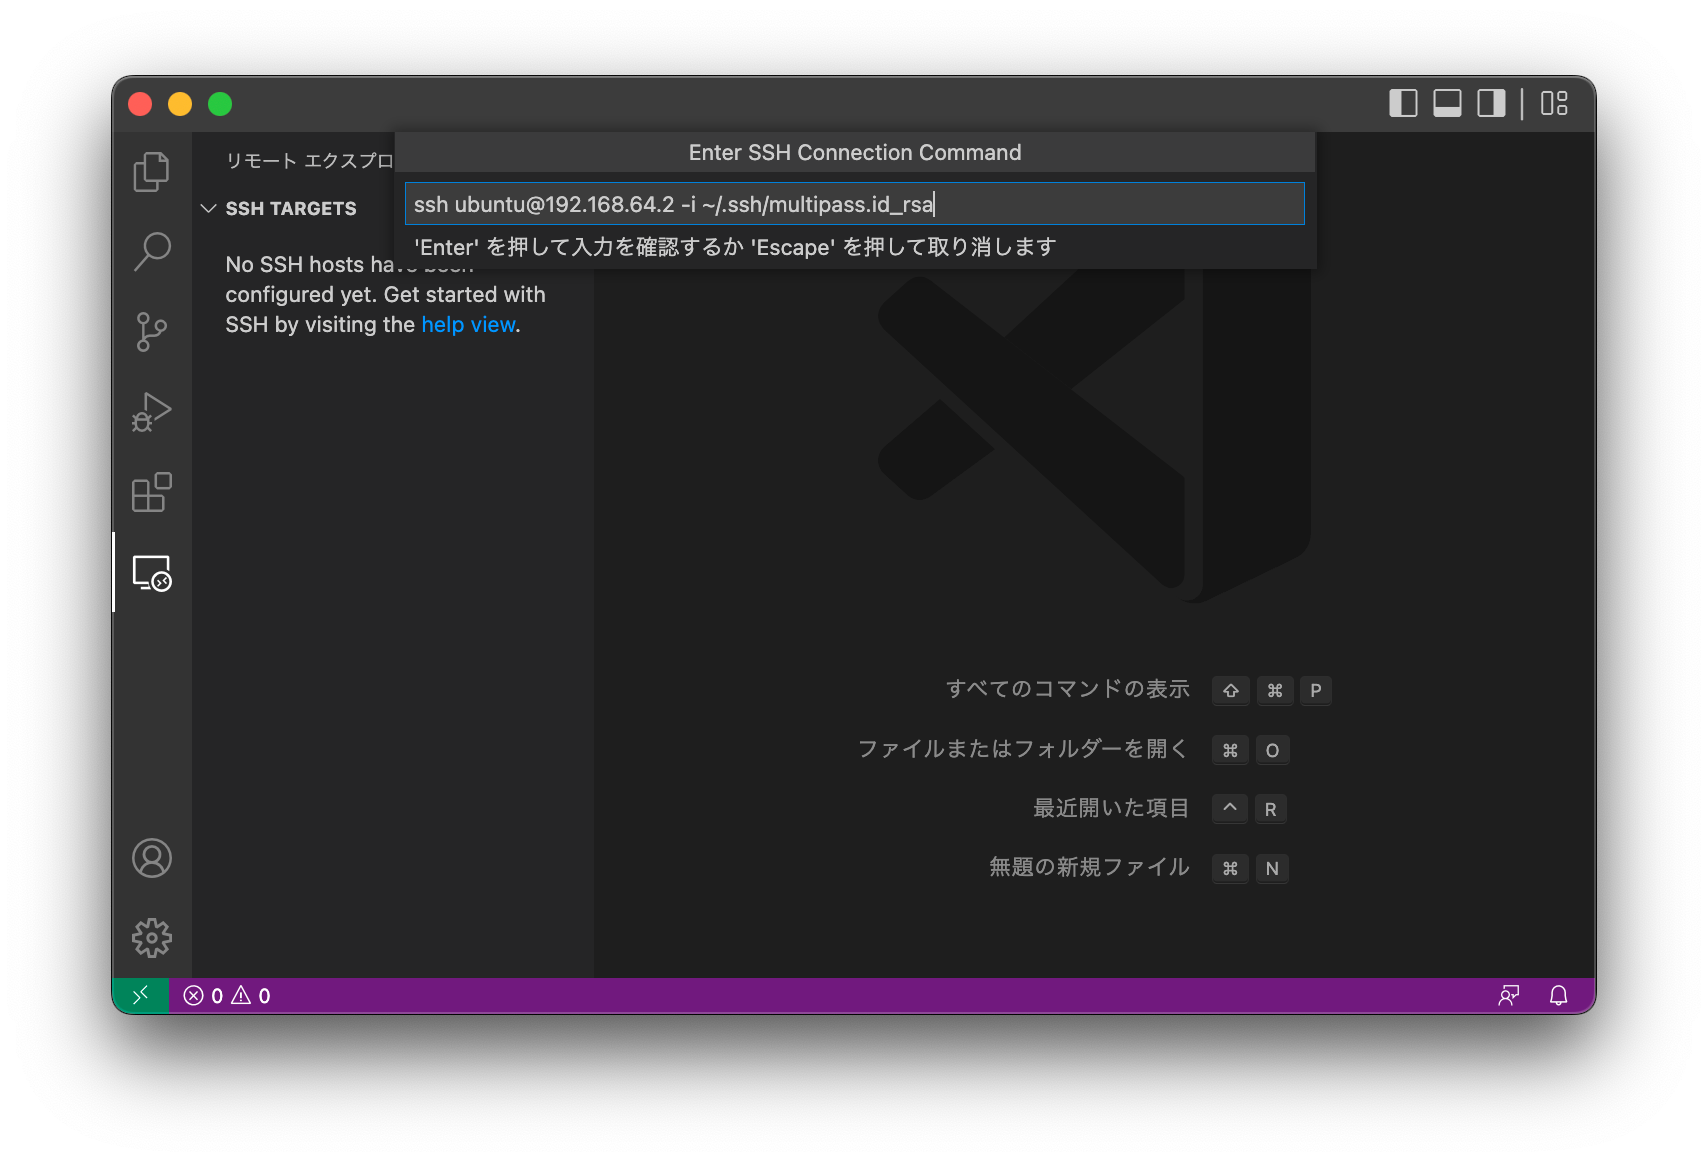 Enter SSH Connection Command
ssh ubuntu@192.168.64.2 -i ~/.ssh/multipass.id_rsa
'Enter' を押して入力を確認するか 'Escape' を押して取り消します
リモート エクスプロ
SSH TARGETS
No SSH hosts have been
configured yet. Get started with
SSH by visiting the help view.
すべてのコマンドの表示 ⇧ ⌘ P
ファイルまたはフォルダーを開く ⌘ O
最近開いた項目 ^ R
無題の新規ファイル ⌘ N
0 0